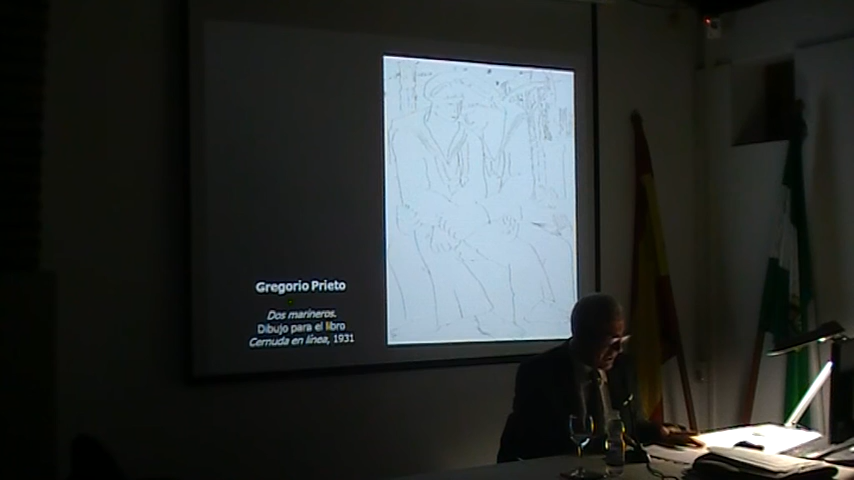 Gregorio Prieto
Dos marineros.
Dibujo para el libro
Cernuda en línea, 1931